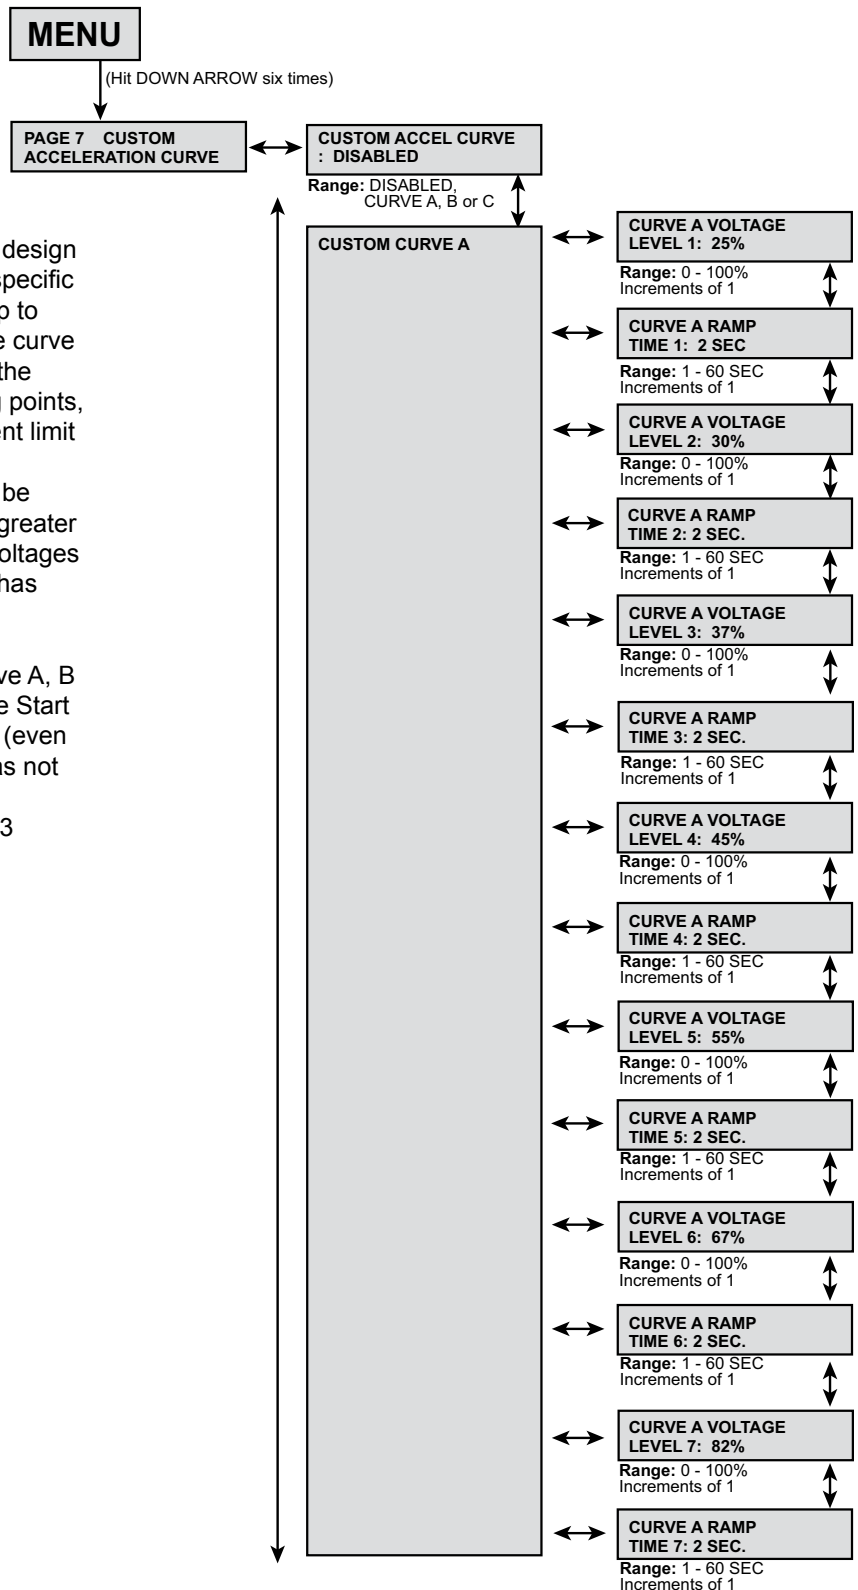 MENU
(Hit DOWN ARROW six times)
PAGE 7 CUSTOM
ACCELERATION CURVE
CUSTOM ACCEL CURVE
: DISABLED
Range: DISABLED,
CURVE A, B or C
design
specific
p to
e curve
the
g points,
ent limit
be
greater
oltages
has
ve A, B
e Start
(even
as not
3
CUSTOM CURVE A
CURVE A VOLTAGE
LEVEL 1: 25%
Range: 0 - 100%
Increments of 1
CURVE A RAMP
TIME 1: 2 SEC
Range: 1 - 60 SEC
Increments of 1
CURVE A VOLTAGE
LEVEL 2: 30%
Range: 0 - 100%
Increments of 1
CURVE A RAMP
TIME 2: 2 SEC.
Range: 1 - 60 SEC
Increments of 1
CURVE A VOLTAGE
LEVEL 3: 37%
Range: 0 - 100%
Increments of 1
CURVE A RAMP
TIME 3: 2 SEC.
Range: 1 - 60 SEC
Increments of 1
CURVE A VOLTAGE
LEVEL 4: 45%
Range: 0 - 100%
Increments of 1
CURVE A RAMP
TIME 4: 2 SEC.
Range: 1 - 60 SEC
Increments of 1
CURVE A VOLTAGE
LEVEL 5: 55%
Range: 0 - 100%
Increments of 1
CURVE A RAMP
TIME 5: 2 SEC.
Range: 1 - 60 SEC
Increments of 1
CURVE A VOLTAGE
LEVEL 6: 67%
Range: 0 - 100%
Increments of 1
CURVE A RAMP
TIME 6: 2 SEC.
Range: 1 - 60 SEC
Increments of 1
CURVE A VOLTAGE
LEVEL 7: 82%
Range: 0 - 100%
Increments of 1
CURVE A RAMP
TIME 7: 2 SEC.
Range: 1 - 60 SEC
Increments of 1